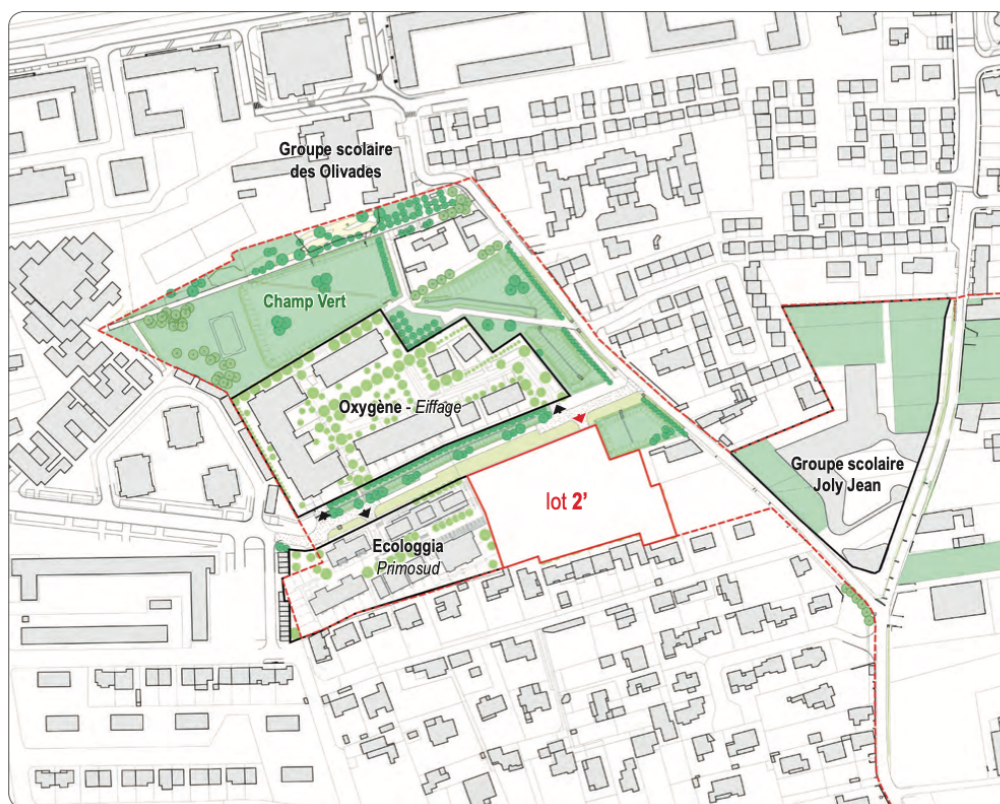 Groupe scolaire
des Olivades
Champ Vert
Oxygène - Eiffage
Groupe scolaire
Joly Jean
lot 2’
Ecologgia
Primosud